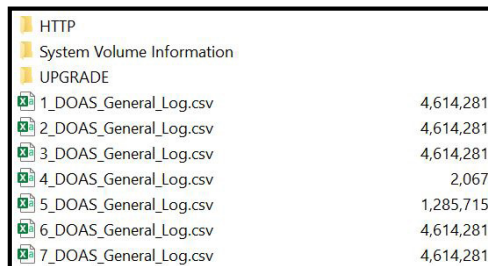 HTTP
System Volume Information
UPGRADE
1_DOAS_General_Log.csv 4,614,281
2_DOAS_General_Log.csv 4,614,281
3_DOAS_General_Log.csv 4,614,281
4_DOAS_General_Log.csv 2,067
5_DOAS_General_Log.csv 1,285,715
6_DOAS_General_Log.csv 4,614,281
7_DOAS_General_Log.csv 4,614,281